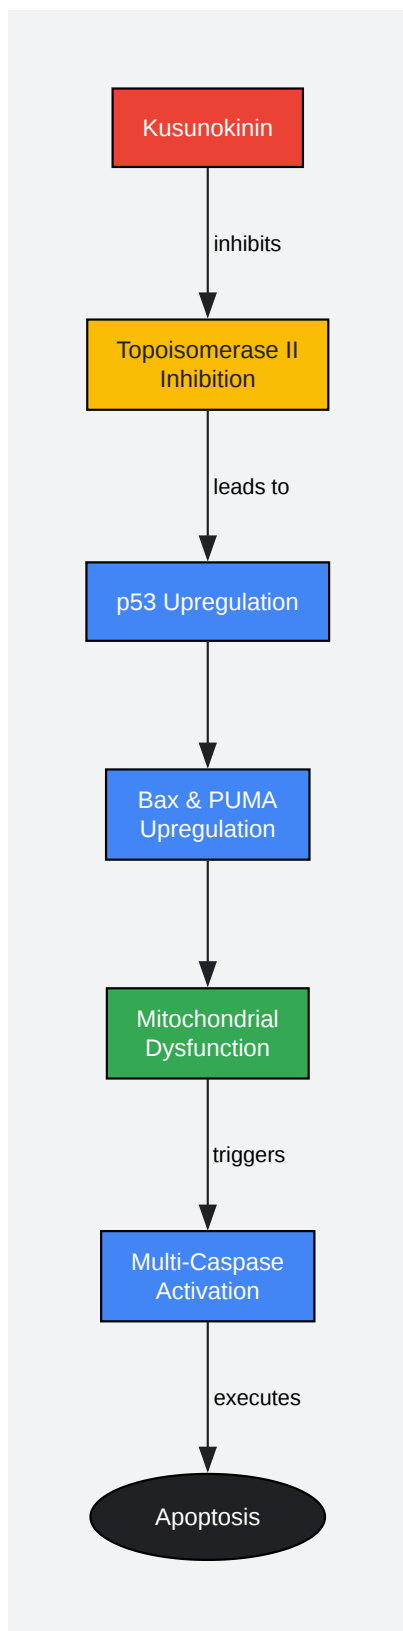 Kusunokinin
inhibits
Topoisomerase II
Inhibition
leads to
p53 Upregulation
Bax & PUMA
Upregulation
Mitochondrial
Dysfunction
triggers
Multi-Caspase
Activation
executes
Apoptosis